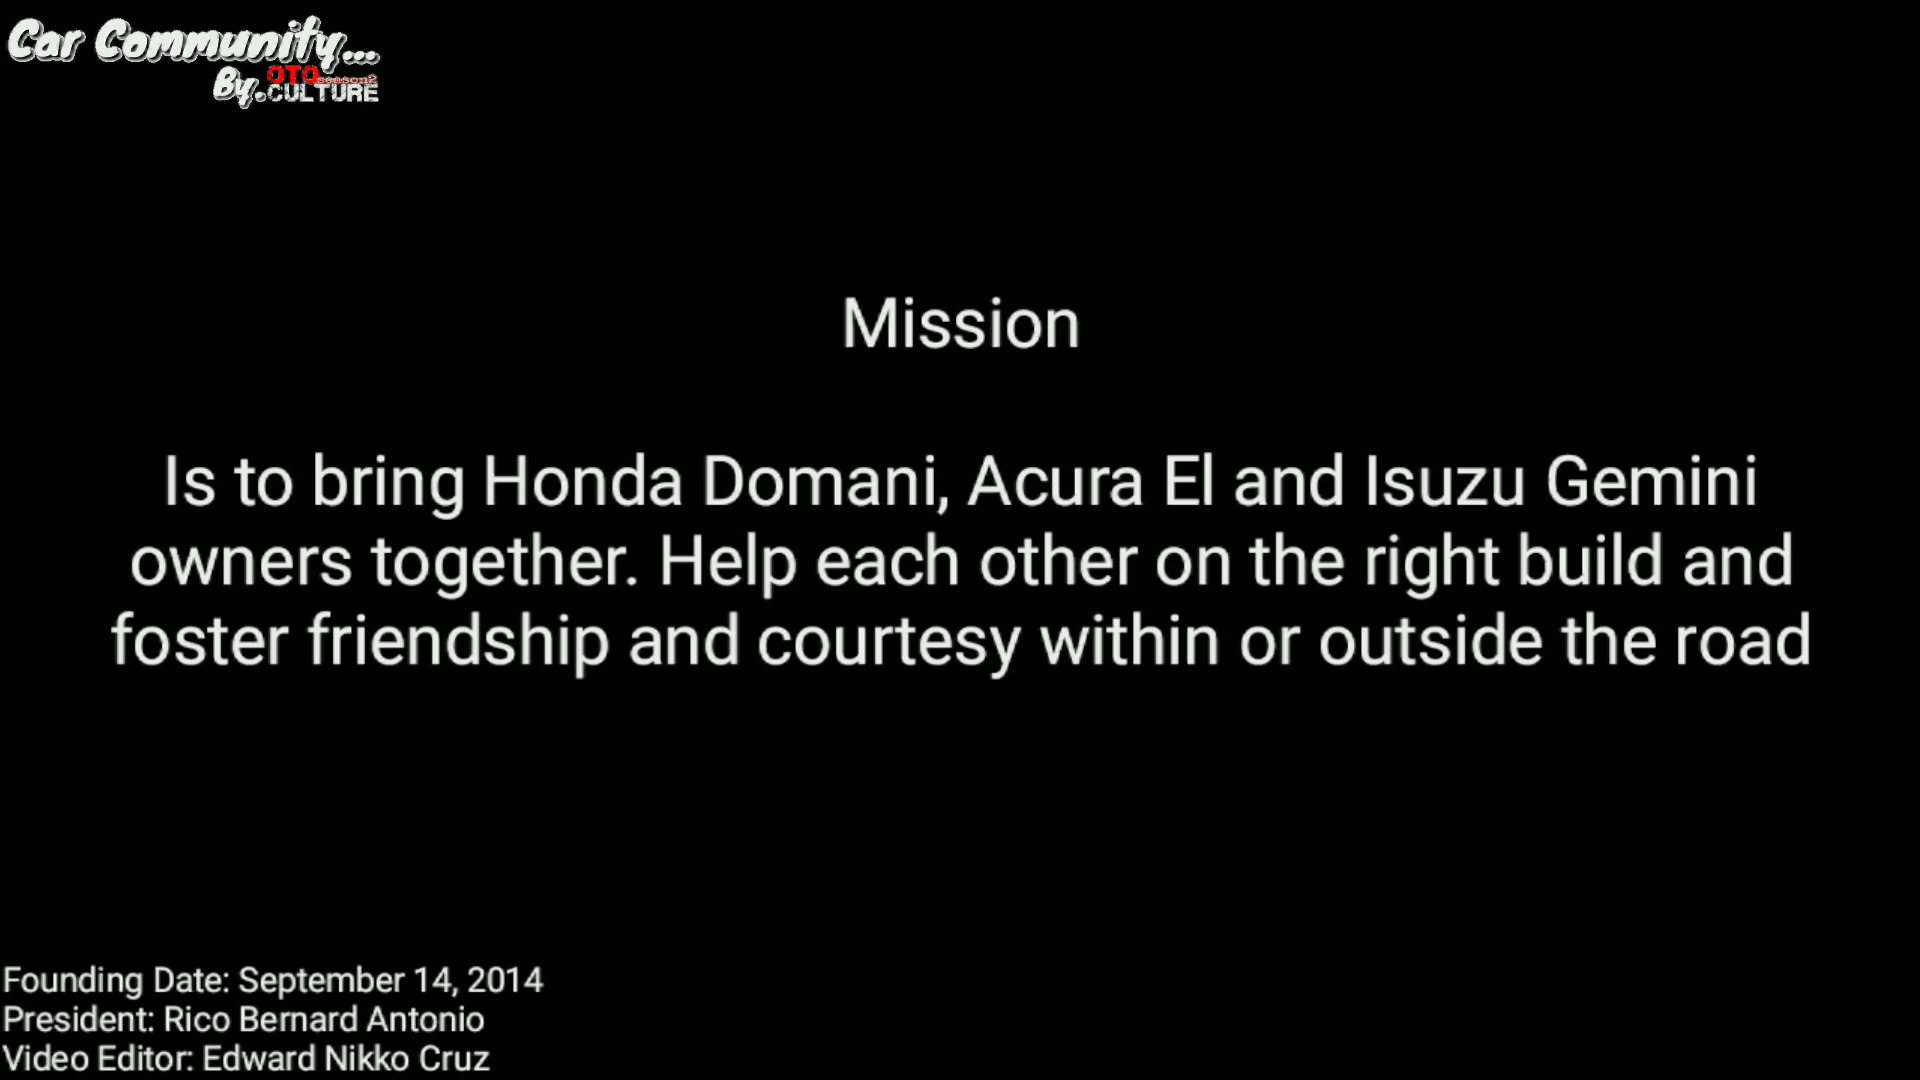 Car Community...
By. OTO season2
CULTURE
Mission
Is to bring Honda Domani, Acura El and Isuzu Gemini
owners together. Help each other on the right build and
foster friendship and courtesy within or outside the road
Founding Date: September 14, 2014
President: Rico Bernard Antonio
Video Editor: Edward Nikko Cruz